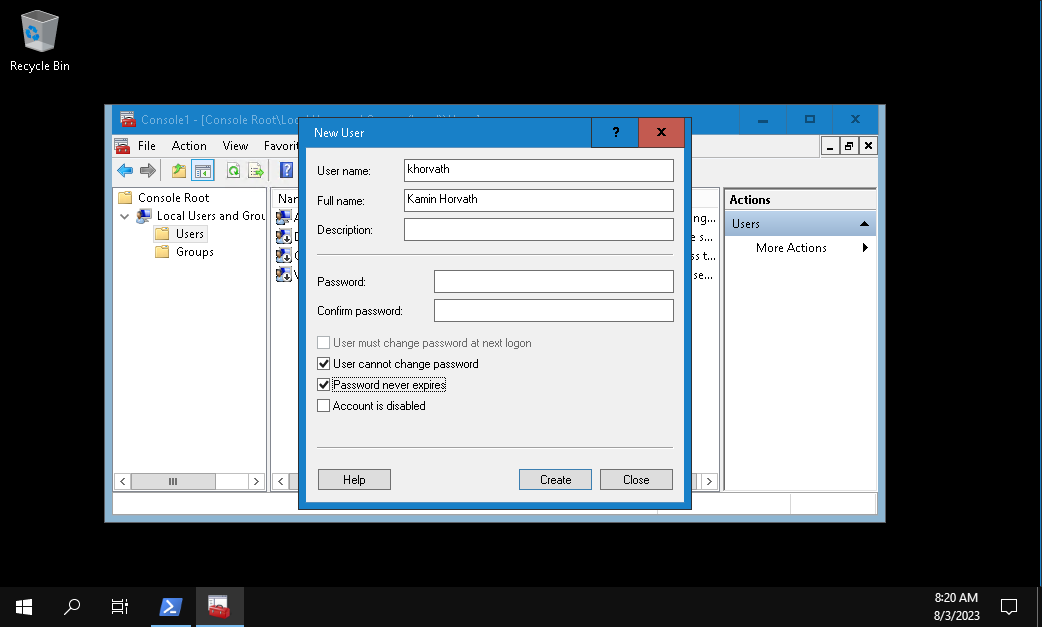 Recycle Bin
Console1 - [Console Root\Loc
New User
?
File Action View Favorit
User name: khorvath
Full name: Kamin Horvath
Description:
Password:
Confirm password:
User must change password at next logon
User cannot change password
Password never expires
Account is disabled
Help Create Close
Console Root
Local Users and Grou
Users
Groups
Nan
ng...
e s...
ss t...
se...
Actions
Users
More Actions
8:20 AM
8/3/2023